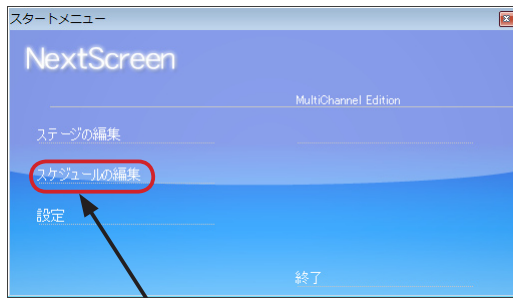 スタートメニュー
NextScreen
MultiChannel Edition
ステージの編集
スケジュールの編集
設定
終了